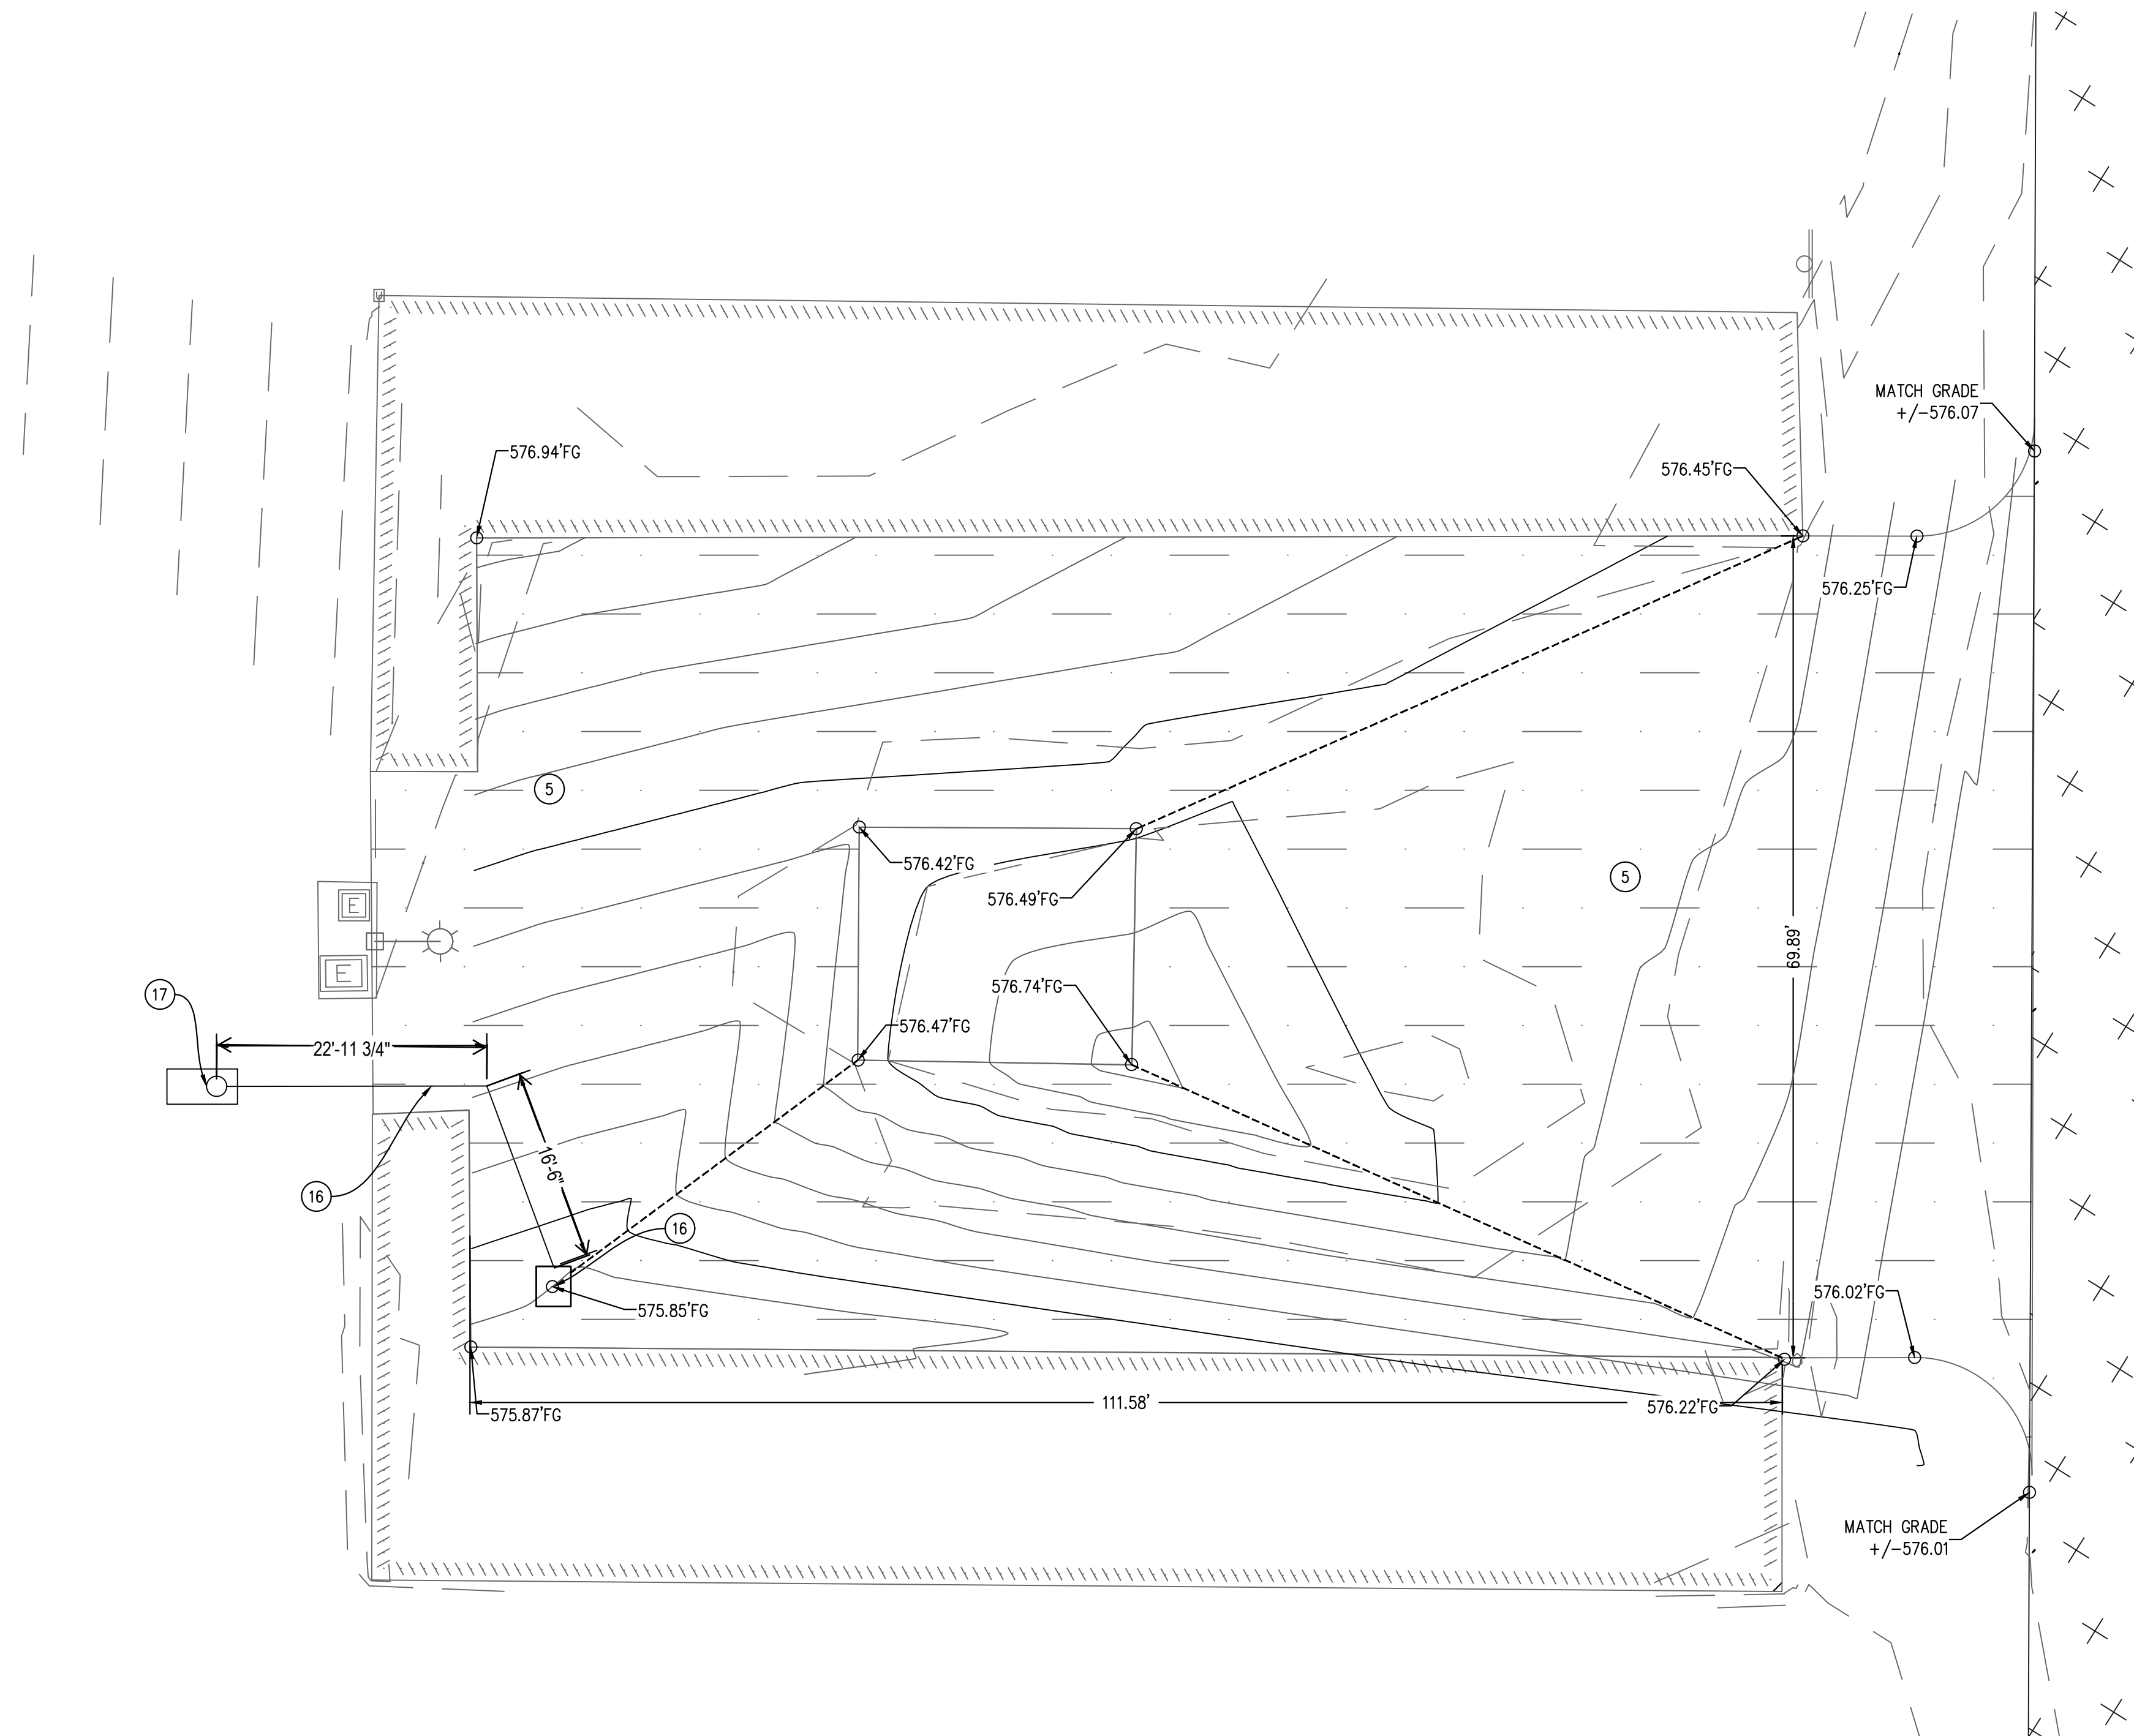 MATCH GRADE
+/-576.07
576.94'FG
576.45'FG
576.25'FG
5
576.42'FG
576.49'FG
5
E
69.89'
E
576.74'FG
17
576.47'FG
22'-11 3/4"
16'-6"
16
16
575.85'FG
576.02'FG
111.58'
576.22'FG
575.87'FG
MATCH GRADE
+/-576.01